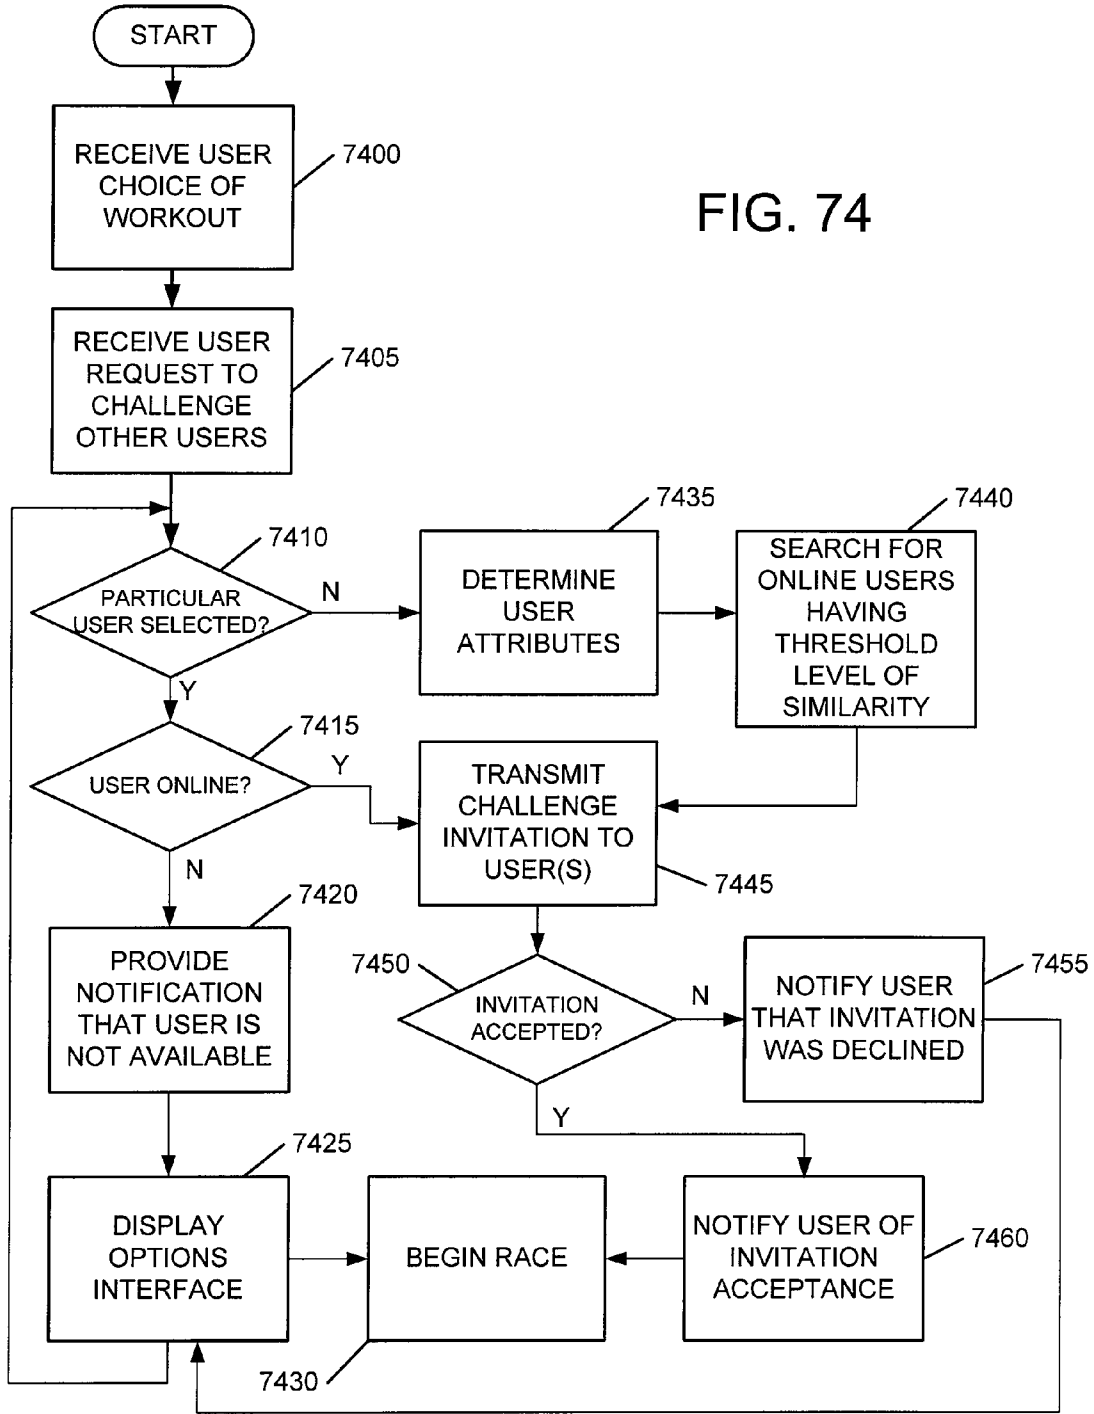 START
RECEIVE USER
CHOICE OF
WORKOUT
7400
FIG. 74
RECEIVE USER
REQUEST TO
CHALLENGE
OTHER USERS
7405
7410
PARTICULAR
USER SELECTED?
N
Y
7435
DETERMINE
USER
ATTRIBUTES
7440
SEARCH FOR
ONLINE USERS
HAVING
THRESHOLD
LEVEL OF
SIMILARITY
7415
USER ONLINE?
Y
N
TRANSMIT
CHALLENGE
INVITATION TO
USER(S)
7445
7420
PROVIDE
NOTIFICATION
THAT USER IS
NOT AVAILABLE
7450
INVITATION
ACCEPTED?
N
Y
7455
NOTIFY USER
THAT INVITATION
WAS DECLINED
7425
DISPLAY
OPTIONS
INTERFACE
BEGIN RACE
7430
NOTIFY USER OF
INVITATION
ACCEPTANCE
7460